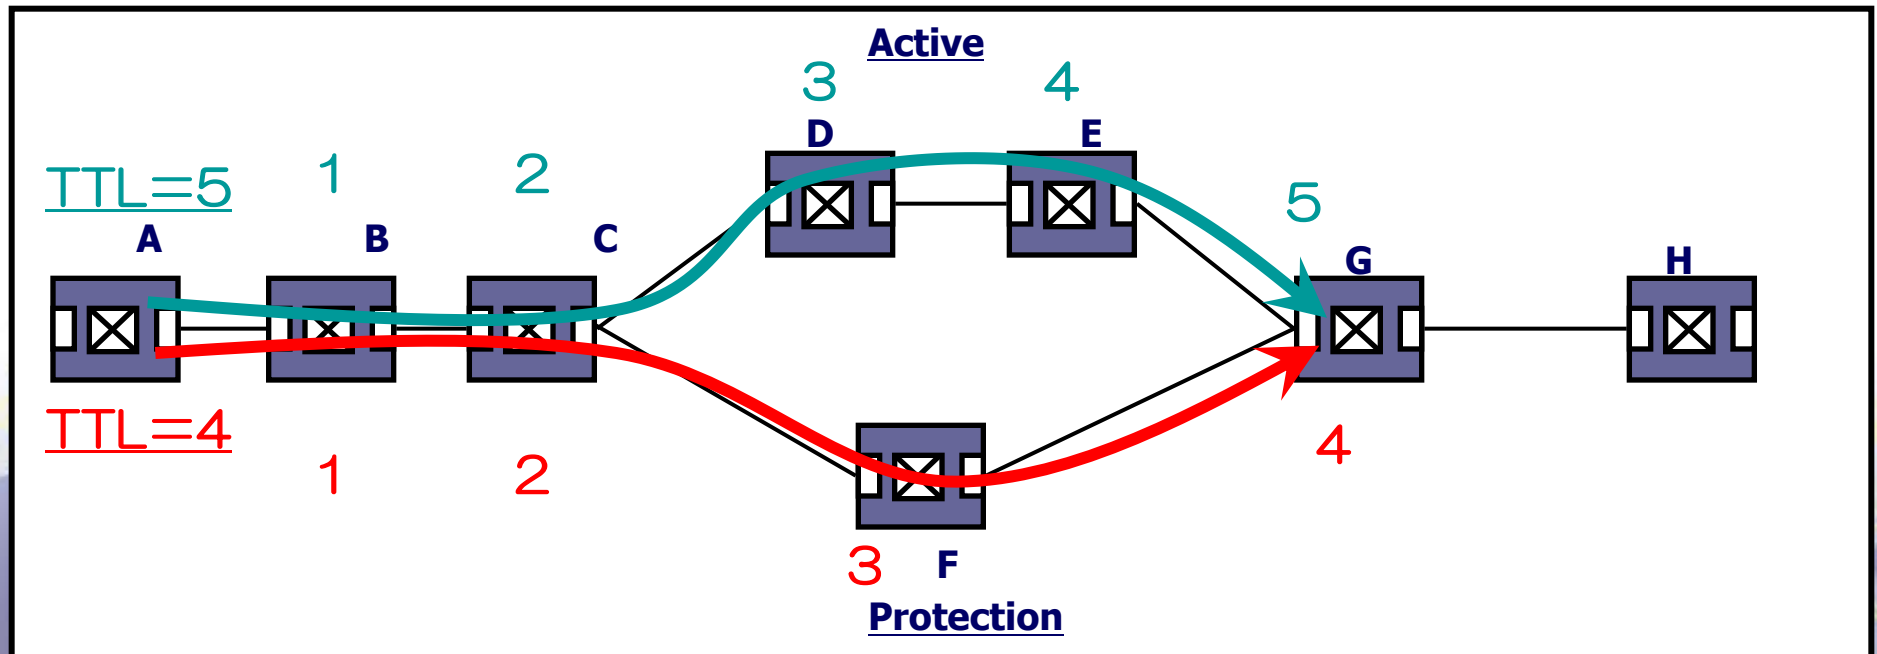 Active
3 4
D E
TTL=5 1 2 5
A B C G H
TTL=4 1 2 4
3 F
Protection